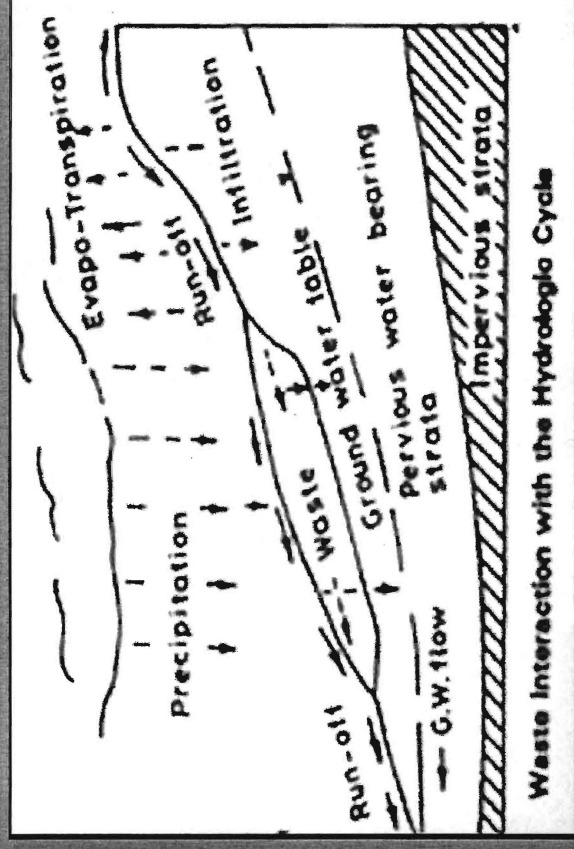 Evapo-Transpiration
Precipitation
Run-off
Infiltration
Waste
Ground water table
Run-off
Pervious water bearing
strata
G.W. flow
Impervious strata
Waste Interaction with the Hydrologic Cycle